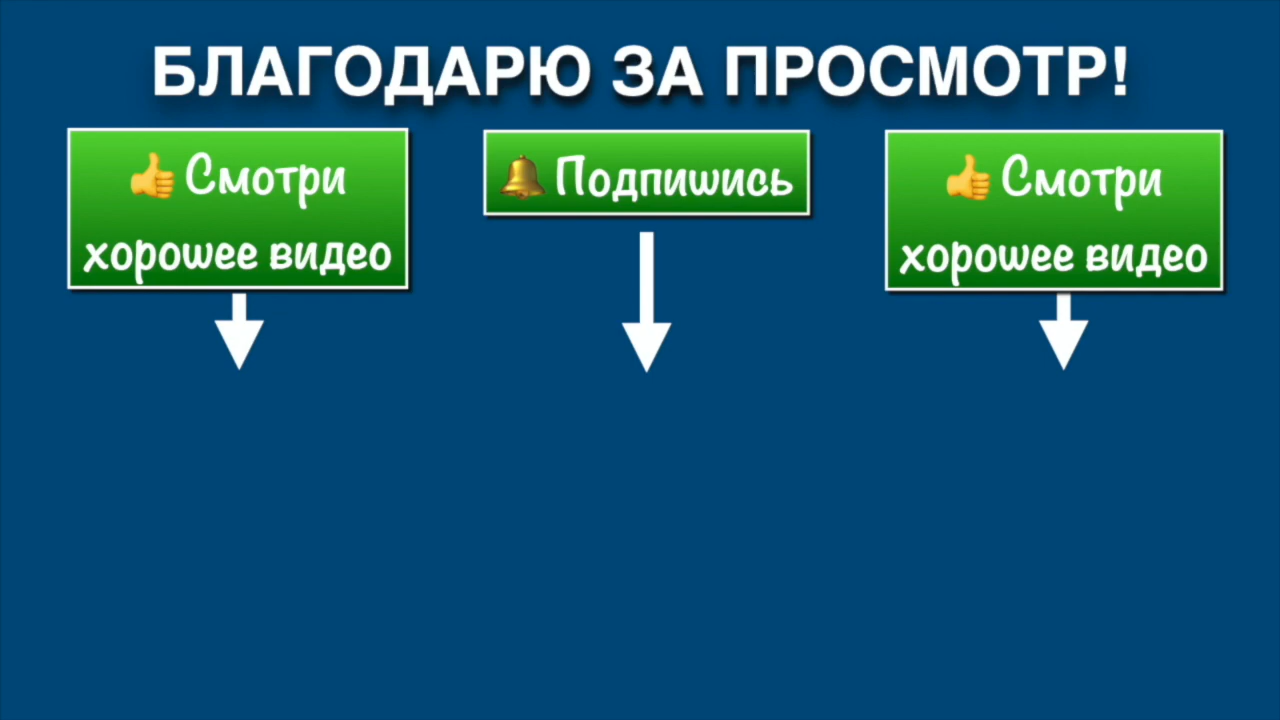 БЛАГОДАРЮ ЗА ПРОСМОТР!
👍 Смотри
хорошее видео
🔔 Подпишись
👍 Смотри
хорошее видео